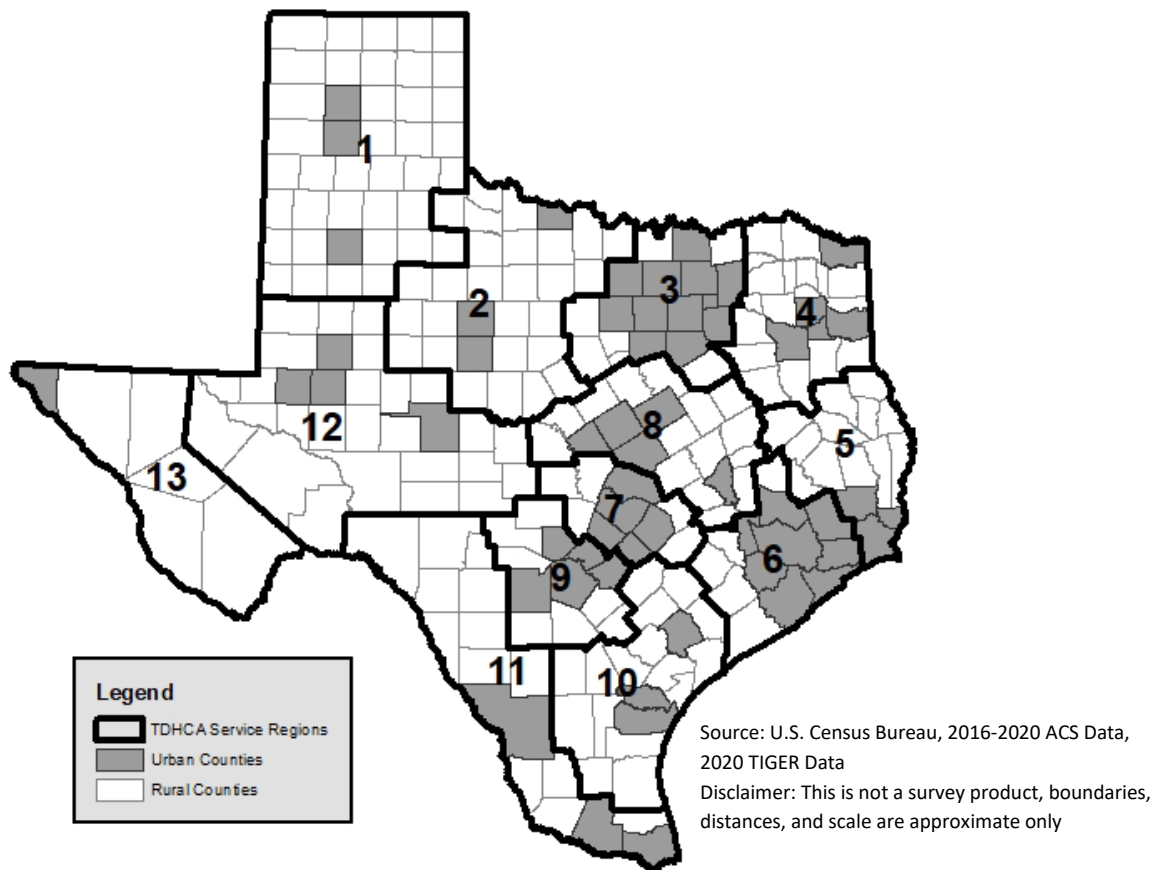 1
2
3
4
5
6
7
8
9
10
11
12
13
Legend
TDHCA Service Regions
Urban Counties
Rural Counties
Source: U.S. Census Bureau, 2016-2020 ACS Data,
2020 TIGER Data
Disclaimer: This is not a survey product, boundaries,
distances, and scale are approximate only